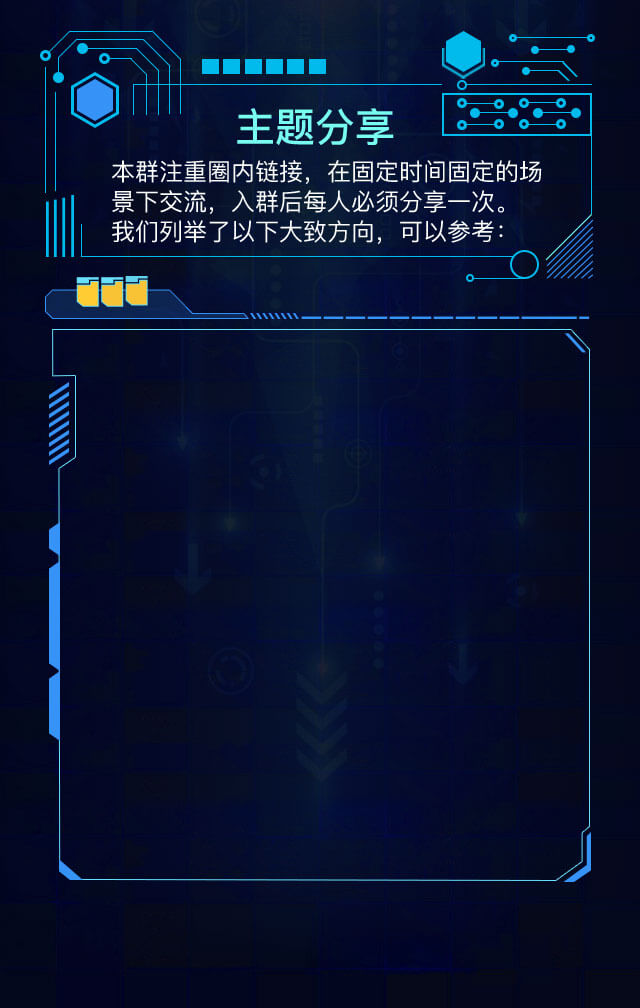 主题分享
本群注重圈内链接，在固定时间固定的场
景下交流，入群后每人必须分享一次。
我们列举了以下大致方向，可以参考：